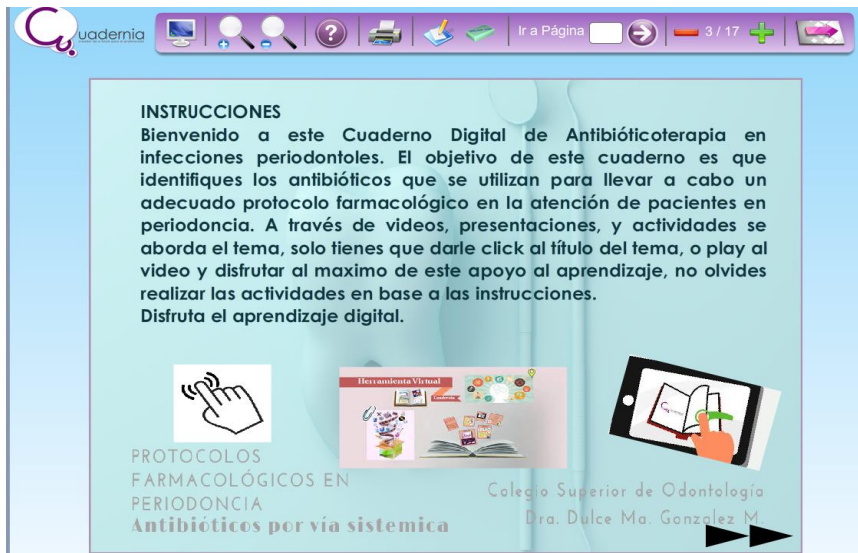 Cuadernia
Ir a Página
3 / 17
INSTRUCCIONES
Bienvenido a este Cuaderno Digital de Antibióticoterapia en
infecciones periodontoles. El objetivo de este cuaderno es que
identifiques los antibióticos que se utilizan para llevar a cabo un
adecuado protocolo farmacológico en la atención de pacientes en
periodoncia. A través de videos, presentaciones, y actividades se
aborda el tema, solo tienes que darle click al título del tema, o play al
video y disfrutar al maximo de este apoyo al aprendizaje, no olvides
realizar las actividades en base a las instrucciones.
Disfruta el aprendizaje digital.
Herramienta Virtual
Cuadernia
PROTOCOLOS
FARMACOLÓGICOS EN
PERIODONCIA
Antibióticos por vía sistemica
Colegio Superior de Odontología
Dra. Dulce Ma. Gonzalez M.